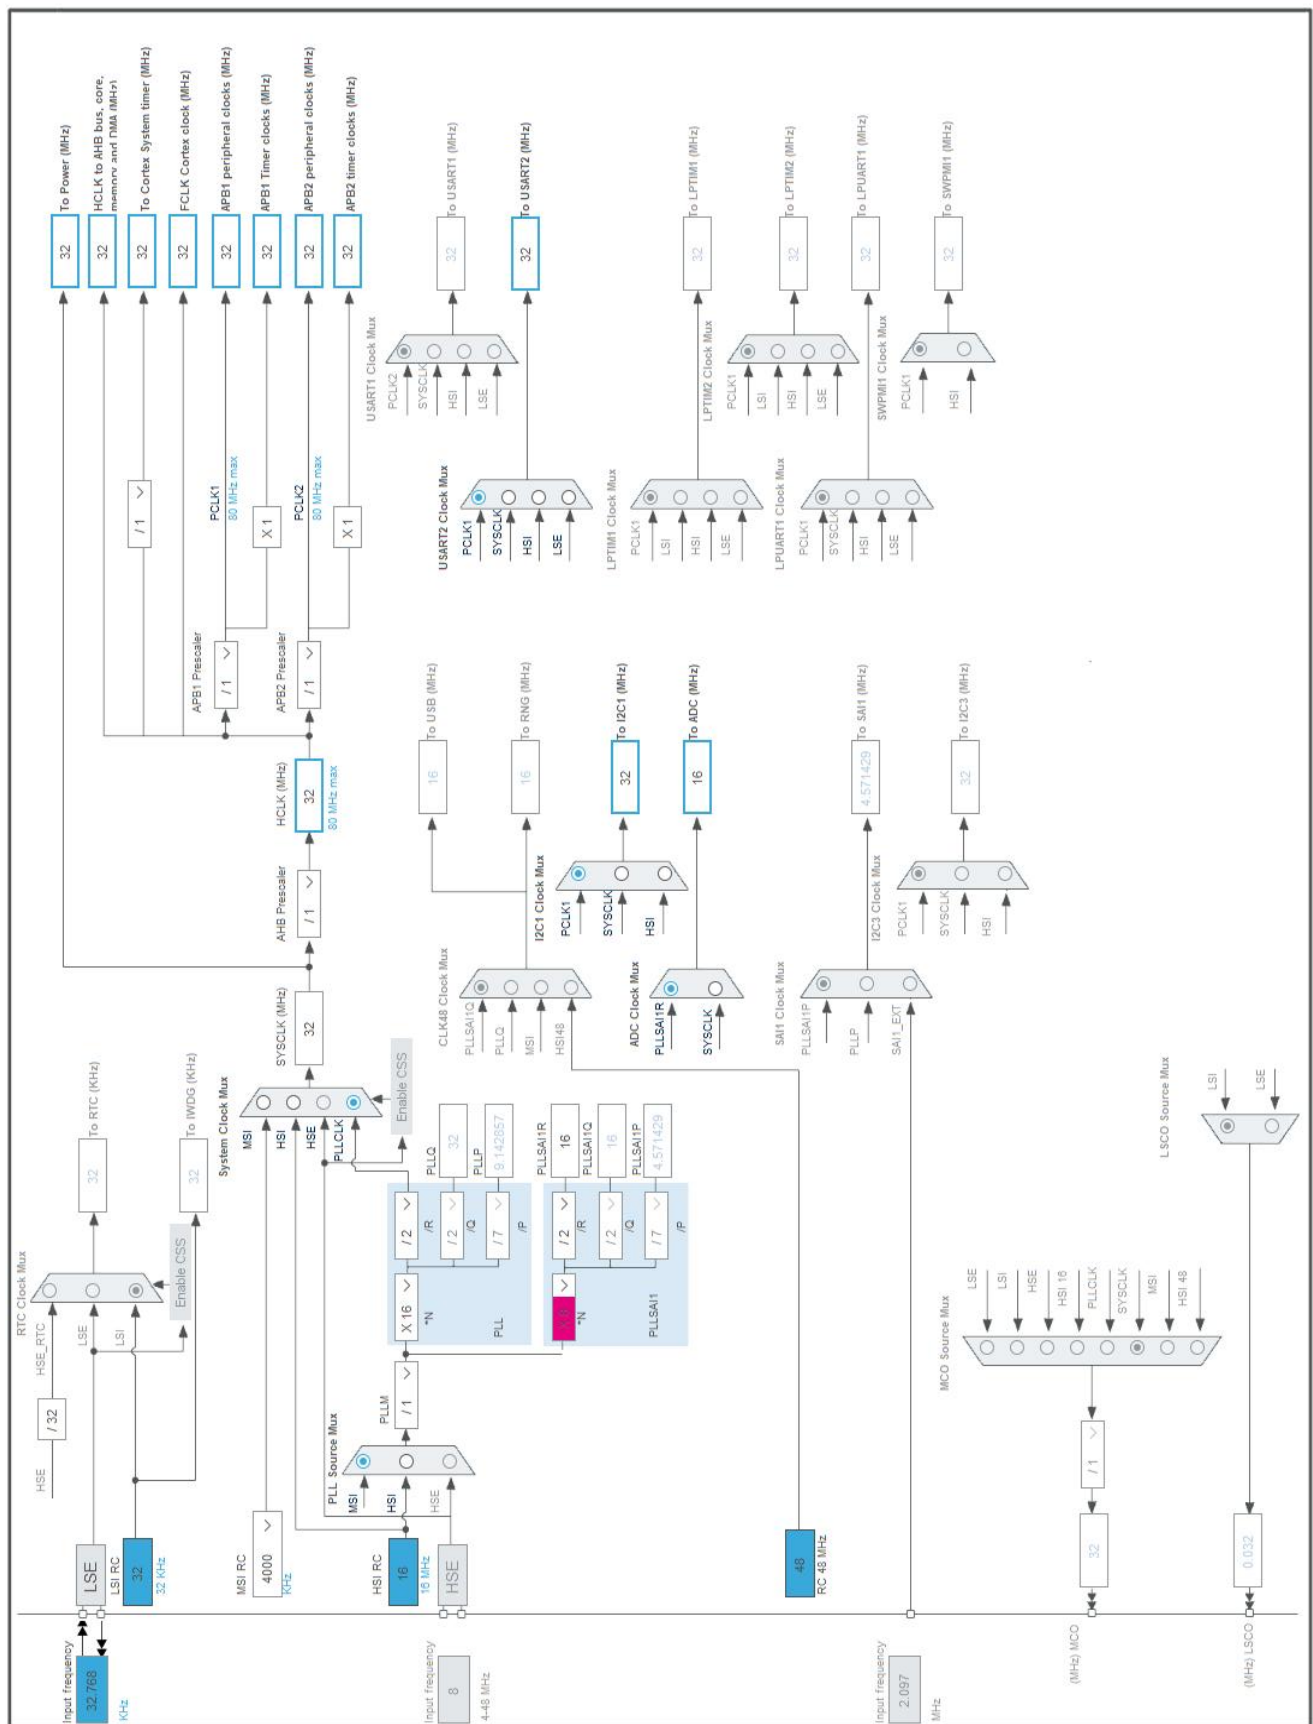 Input frequency
32.768
KHz
LSE
LSI RC
32
32 KHz
HSE
/ 32
HSE_RTC
LSE
LSI
RTC Clock Mux
Enable CSS
32
To RTC (KHz)
32
To IWDG (KHz)
MSI RC
4000
KHz
HSI RC
16
16 MHz
Input frequency
8
4-48 MHz
HSE
PLL Source Mux
MSI
HSI
HSE
PLLM
/ 1
X 16
*N
PLL
/ 2
/R
/ 2
/Q
/ 7
/P
PLLQ
32
PLLP
9.142857
*N
PLLSAI1
/ 2
/R
/ 2
/Q
/ 7
/P
PLLSAI1R
16
PLLSAI1Q
16
PLLSAI1P
4.571429
System Clock Mux
MSI
HSI
HSE
PLLCLK
Enable CSS
SYSCLK (MHz)
32
AHB Prescaler
/ 1
HCLK (MHz)
32
80 MHz max
APB1 Prescaler
/ 1
APB2 Prescaler
/ 1
/ 1
PCLK1
80 MHz max
X 1
PCLK2
80 MHz max
X 1
32
To Power (MHz)
32
HCLK to AHB bus, core,
memory and DMA (MHz)
32
To Cortex System timer (MHz)
32
FCLK Cortex clock (MHz)
32
APB1 peripheral clocks (MHz)
32
APB1 Timer clocks (MHz)
32
APB2 peripheral clocks (MHz)
32
APB2 timer clocks (MHz)
USART1 Clock Mux
PCLK2
SYSCLK
HSI
LSE
32
To USART1 (MHz)
USART2 Clock Mux
PCLK1
SYSCLK
HSI
LSE
32
To USART2 (MHz)
LPTIM1 Clock Mux
PCLK1
LSI
HSI
LSE
32
To LPTIM1 (MHz)
LPTIM2 Clock Mux
PCLK1
LSI
HSI
LSE
32
To LPTIM2 (MHz)
LPUART1 Clock Mux
PCLK1
SYSCLK
HSI
LSE
32
To LPUART1 (MHz)
SWPMI1 Clock Mux
PCLK1
HSI
32
To SWPMI1 (MHz)
CLK48 Clock Mux
PLLSAI1Q
PLLQ
MSI
HSI48
16
To USB (MHz)
16
To RNG (MHz)
I2C1 Clock Mux
PCLK1
SYSCLK
HSI
32
To I2C1 (MHz)
ADC Clock Mux
PLLSAI1R
SYSCLK
16
To ADC (MHz)
SAI1 Clock Mux
PLLSAI1P
PLLP
SAI1_EXT
4.571429
To SAI1 (MHz)
I2C3 Clock Mux
PCLK1
SYSCLK
HSI
32
To I2C3 (MHz)
48
RC 48 MHz
Input frequency
2.097
MHz
MCO Source Mux
LSE
LSI
HSE
HSI 16
PLLCLK
SYSCLK
MSI
HSI 48
/ 1
32
(MHz) MCO
LSCO Source Mux
LSI
LSE
0.032
(MHz) LSCO